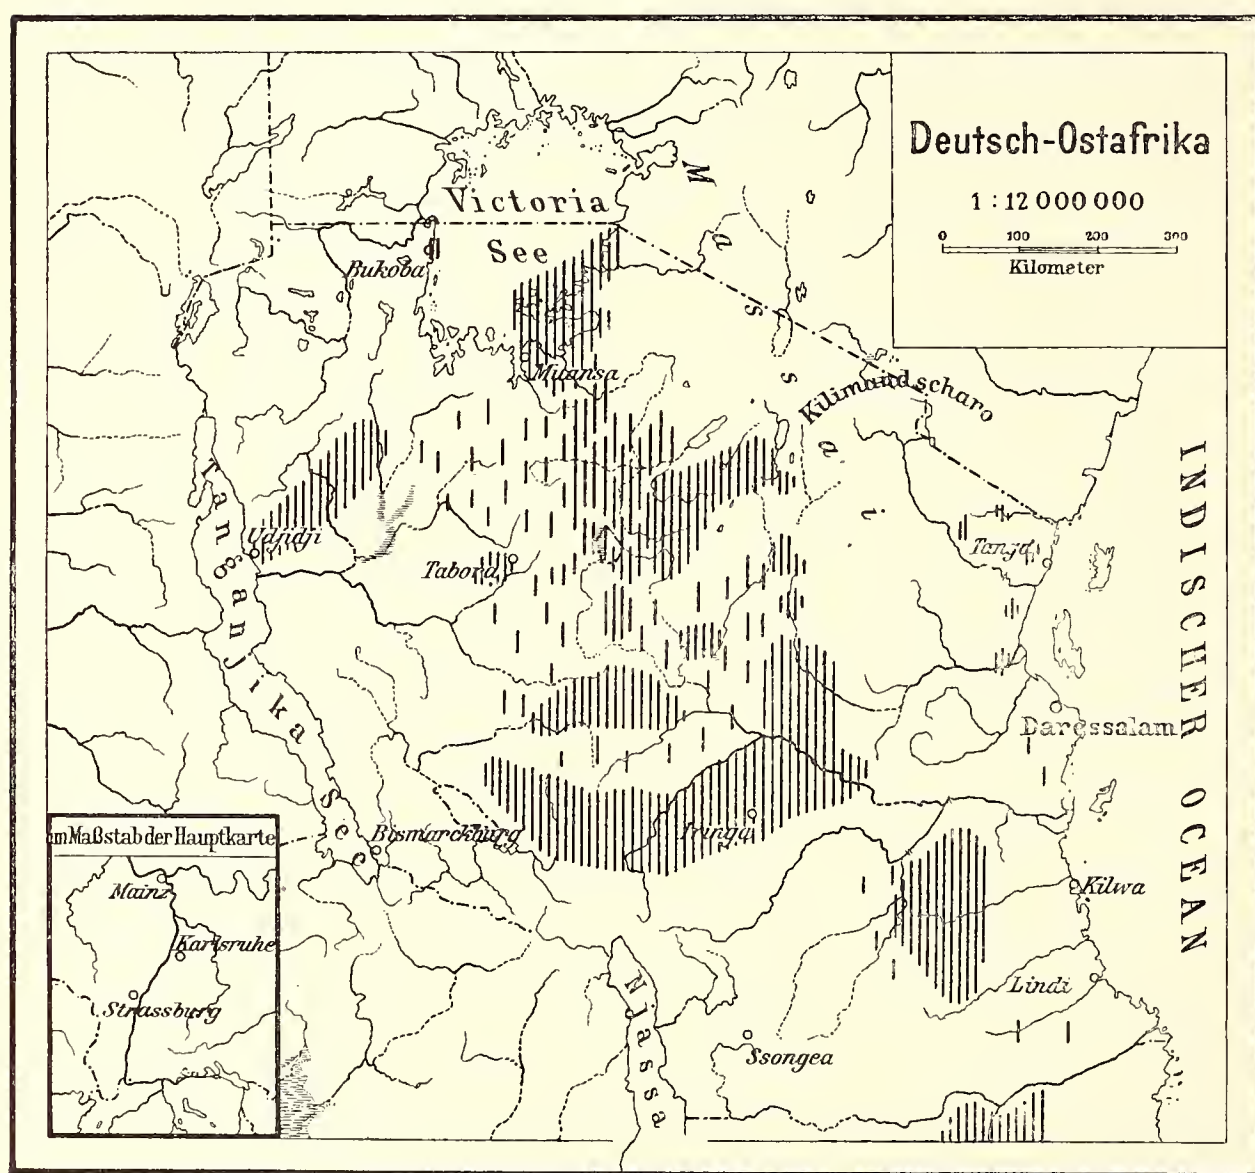 Deutsch-Ostafrika
1 : 12 000 000
0 100 200 300
Kilometer
Victoria
See
Massai
Bukoba
Muansa
Kilimandscharo
Udjidji
Tabora
Tanga
Tanganjika See
INDISCHER OCEAN
Daressalam
Iringa
Bismarckburg
Kilwa
Lindi
Njassa
Ssongea
im Maßstab der Hauptkarte
Mainz
Karlsruhe
Strassburg